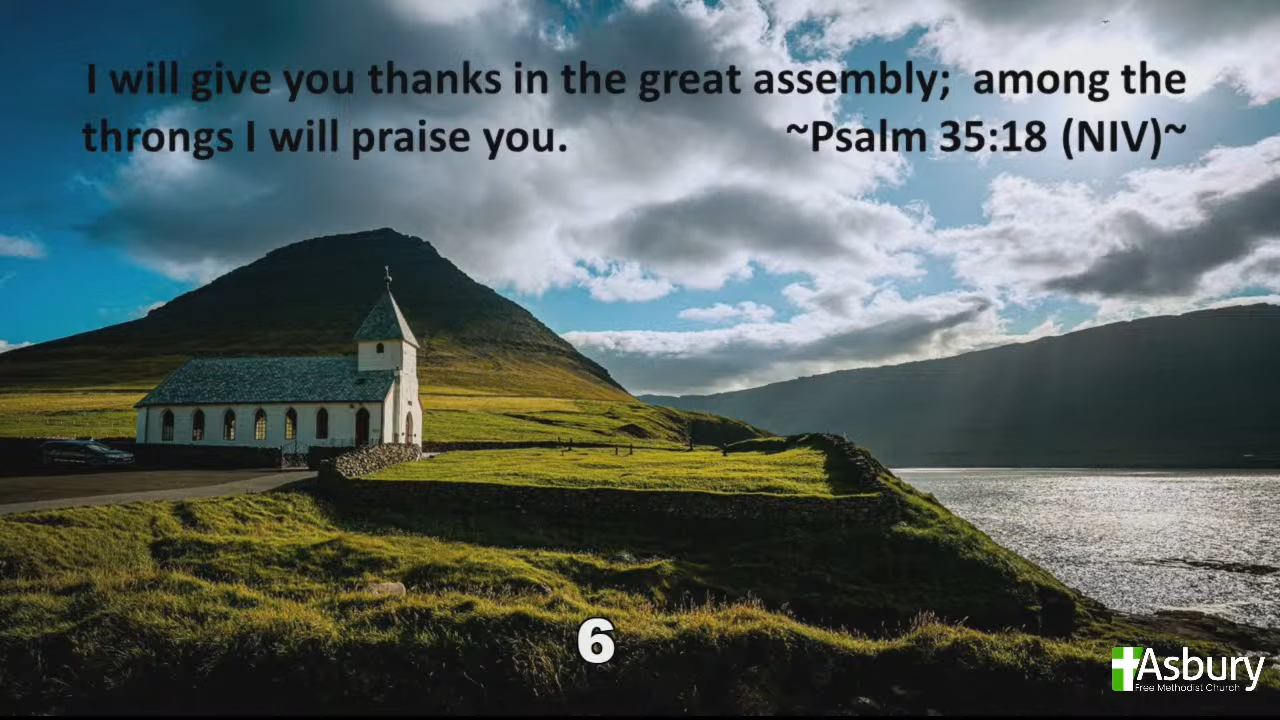 I will give you thanks in the great assembly;  among the
throngs I will praise you. ~Psalm 35:18 (NIV)~
6
Asbury
Free Methodist Church